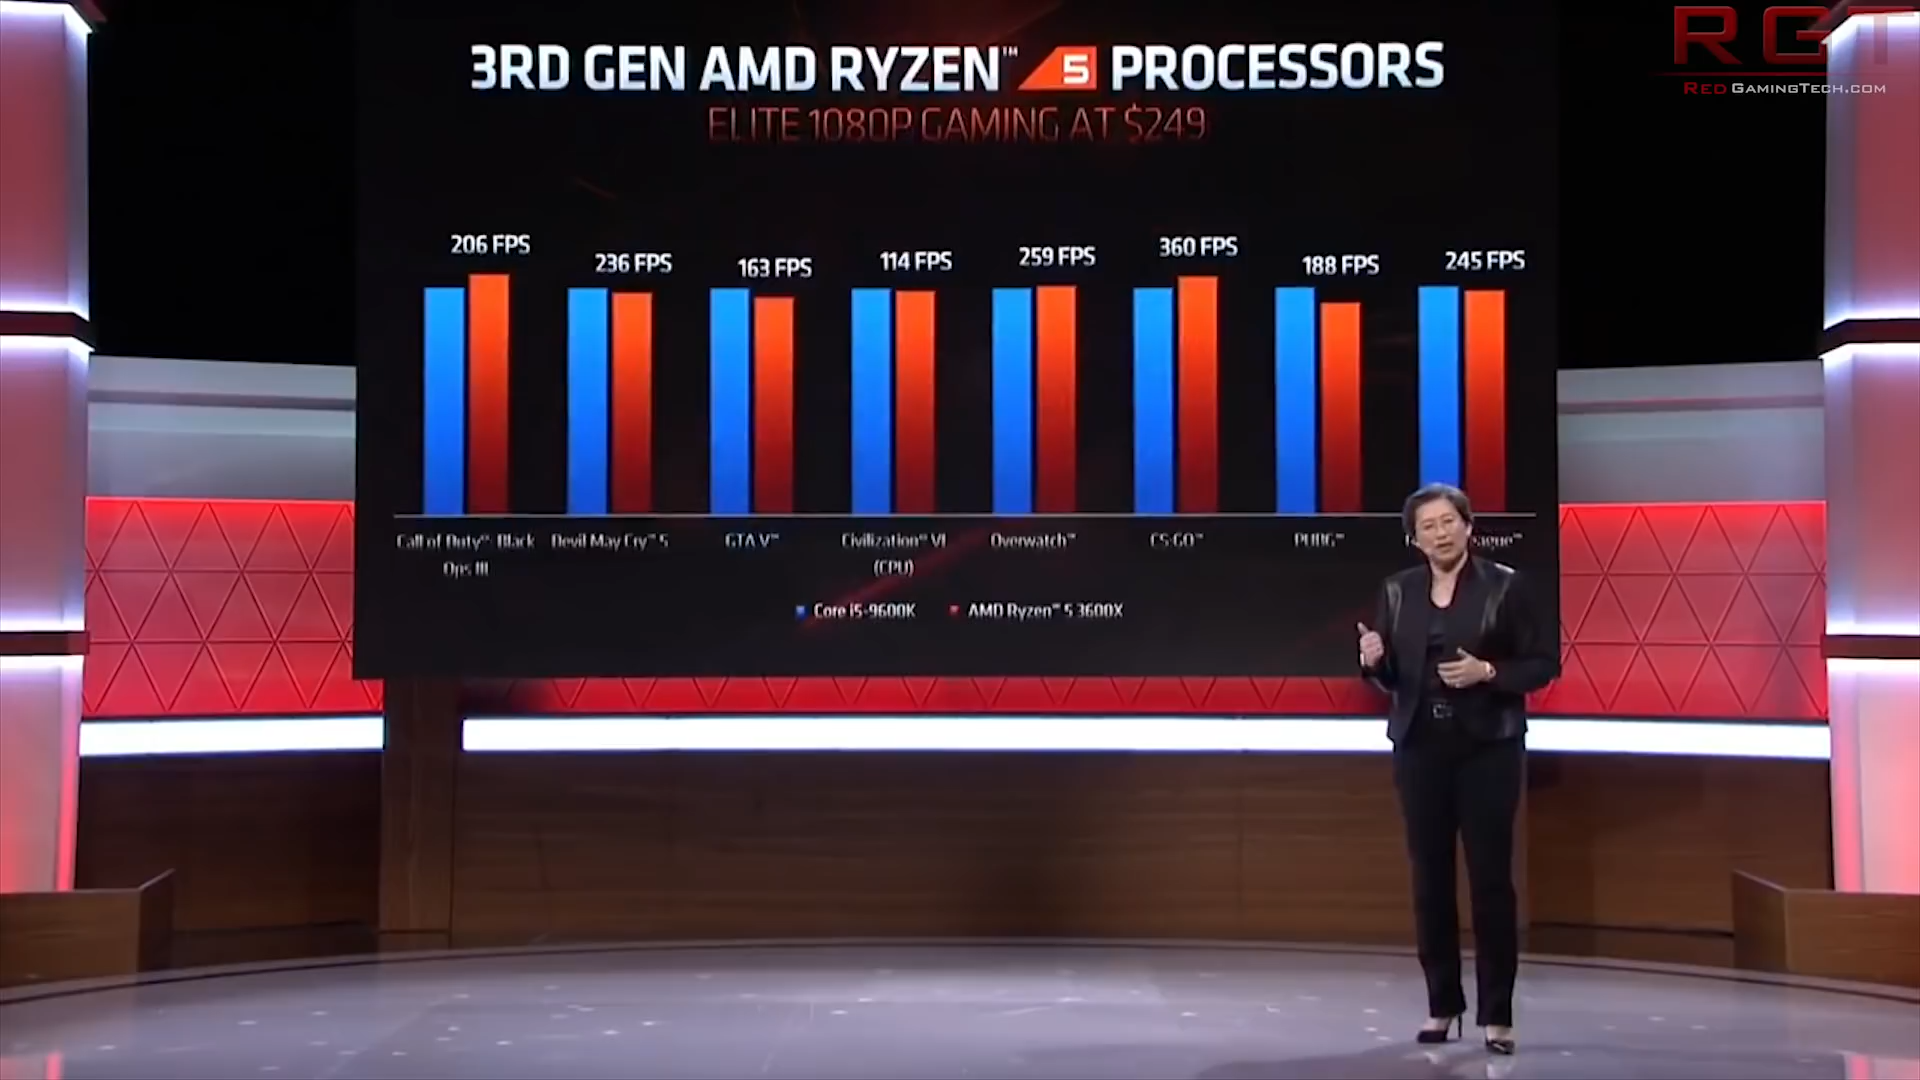 RGT
RED GAMINGTECH.COM
3RD GEN AMD RYZEN™ 5 PROCESSORS
ELITE 1080P GAMING AT $249
206 FPS
236 FPS
163 FPS
114 FPS
259 FPS
360 FPS
188 FPS
245 FPS
Call of Duty™: Black
Ops III
Devil May Cry™ 5
GTA V™
Civilization™ VI
(CPU)
Overwatch™
CS:GO™
PUBG™
Core i5-9600K
AMD Ryzen™ 5 3600X